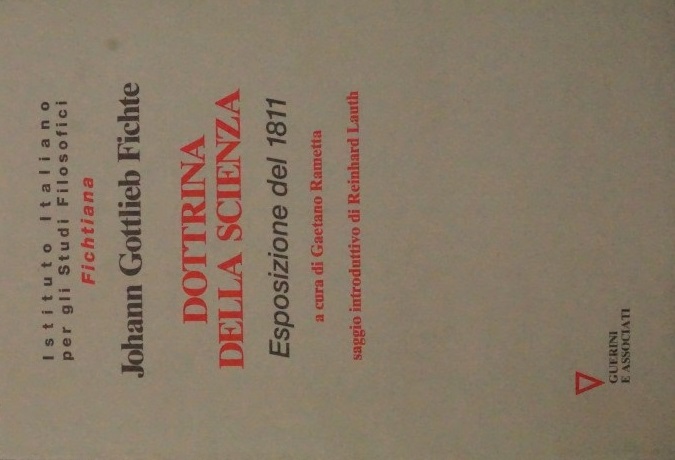 Istituto Italiano
per gli Studi Filosofici
Fichtiana
Johann Gottlieb Fichte
DOTTRINA
DELLA SCIENZA
Esposizione del 1811
a cura di Gaetano Rametta
saggio introduttivo di Reinhard Lauth
GUERINI
E ASSOCIATI